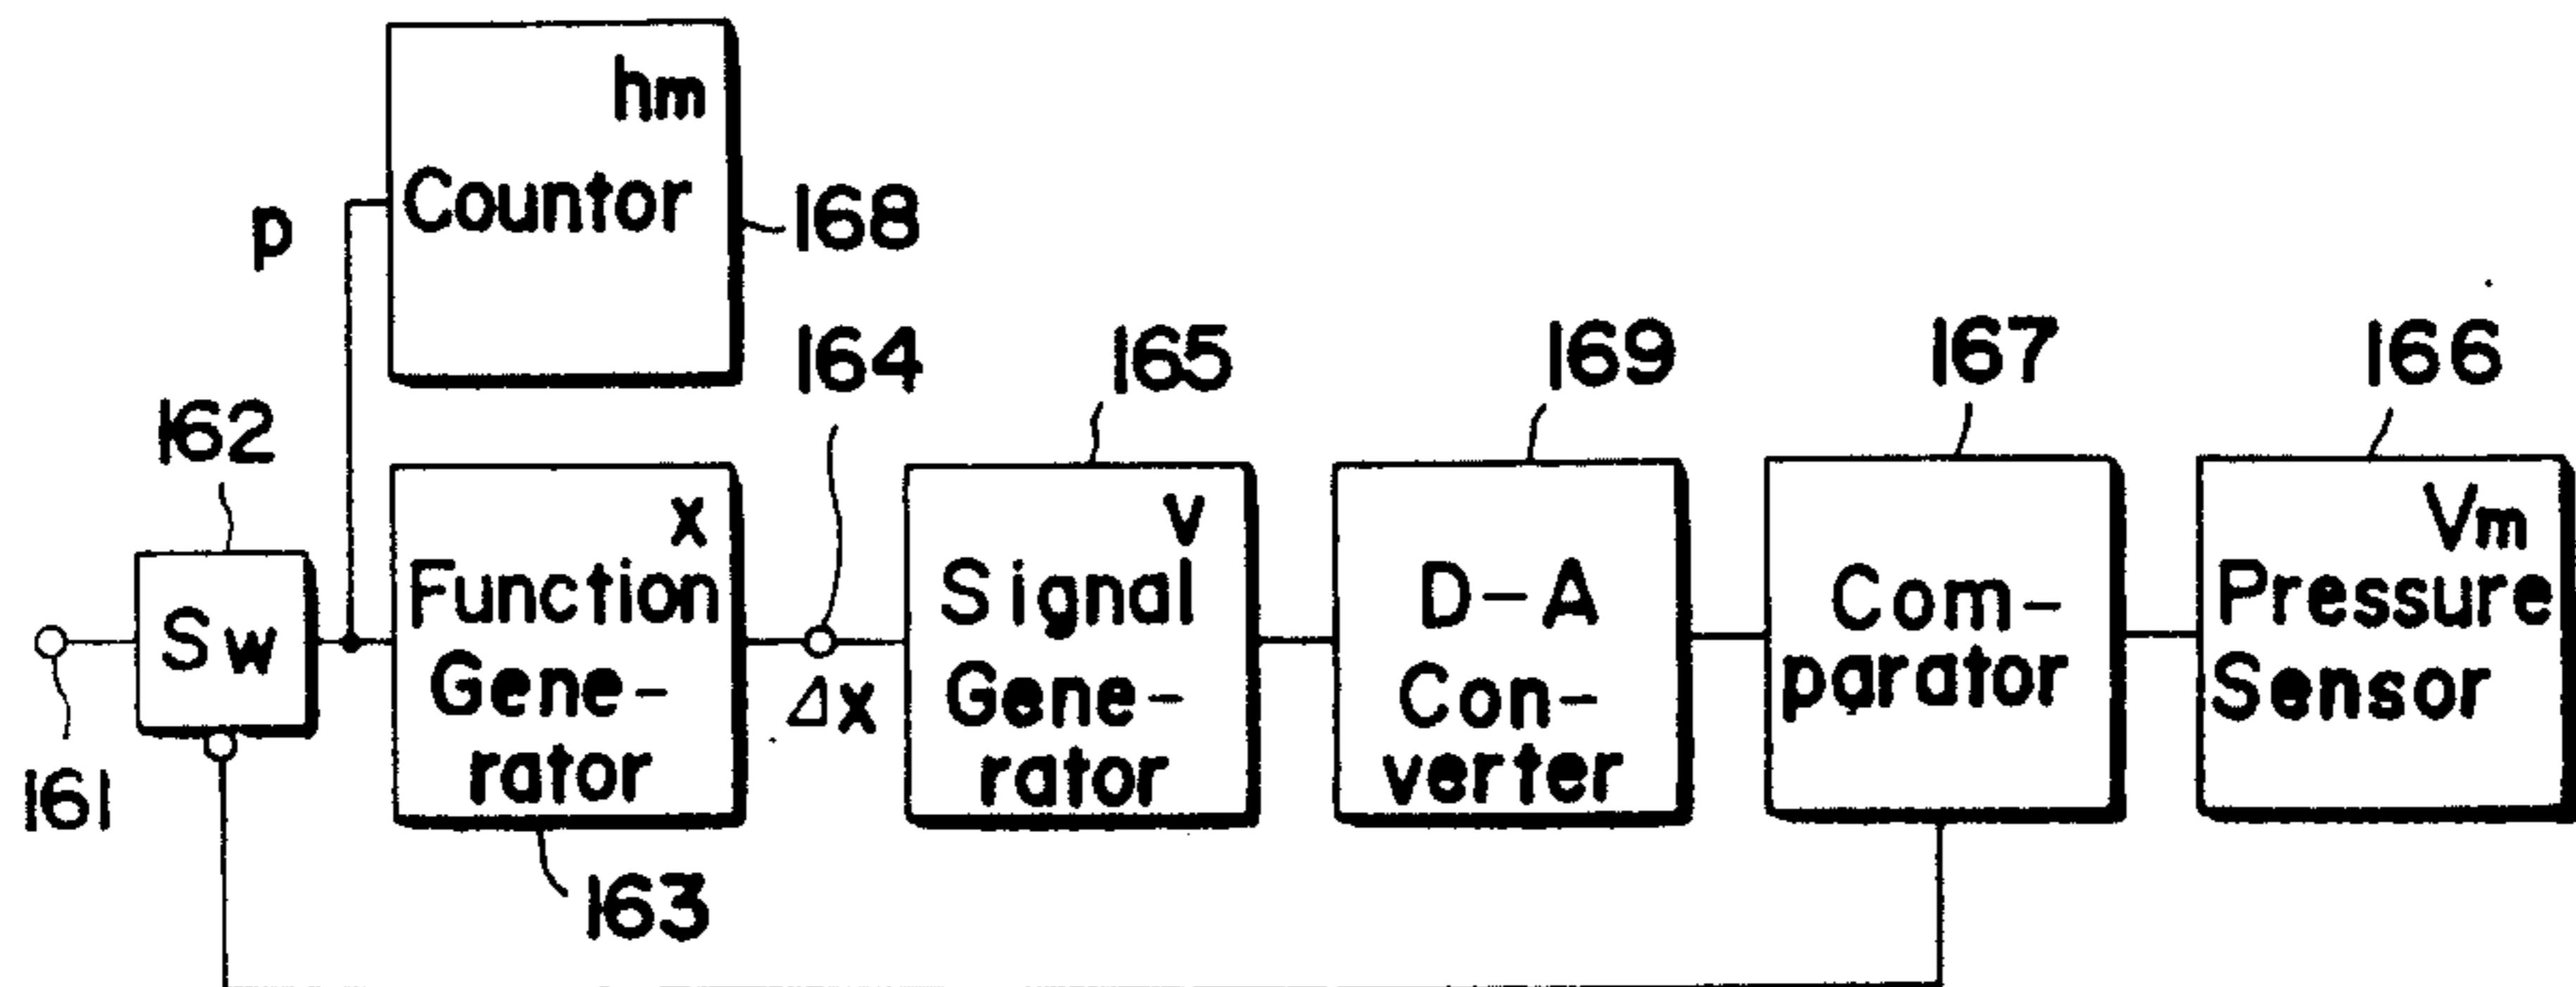 hm
Countor
p
168
164
165
169
167
166
162
x
Function
Gene-
rator
v
Signal
Gene-
rator
D-A
Con-
verter
Com-
parator
Vm
Pressure
Sensor
Sw
Δx
161
163